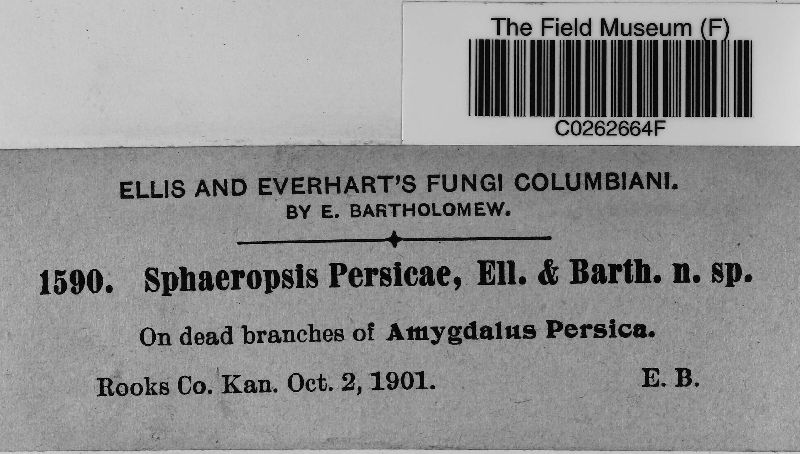 The Field Museum (F)
C0262664F
ELLIS AND EVERHART'S FUNGI COLUMBIANI.
BY E. BARTHOLOMEW.
1590. Sphaeropsis Persicae, Ell. & Barth. n. sp.
On dead branches of Amygdalus Persica.
Rooks Co. Kan. Oct. 2, 1901. E. B.